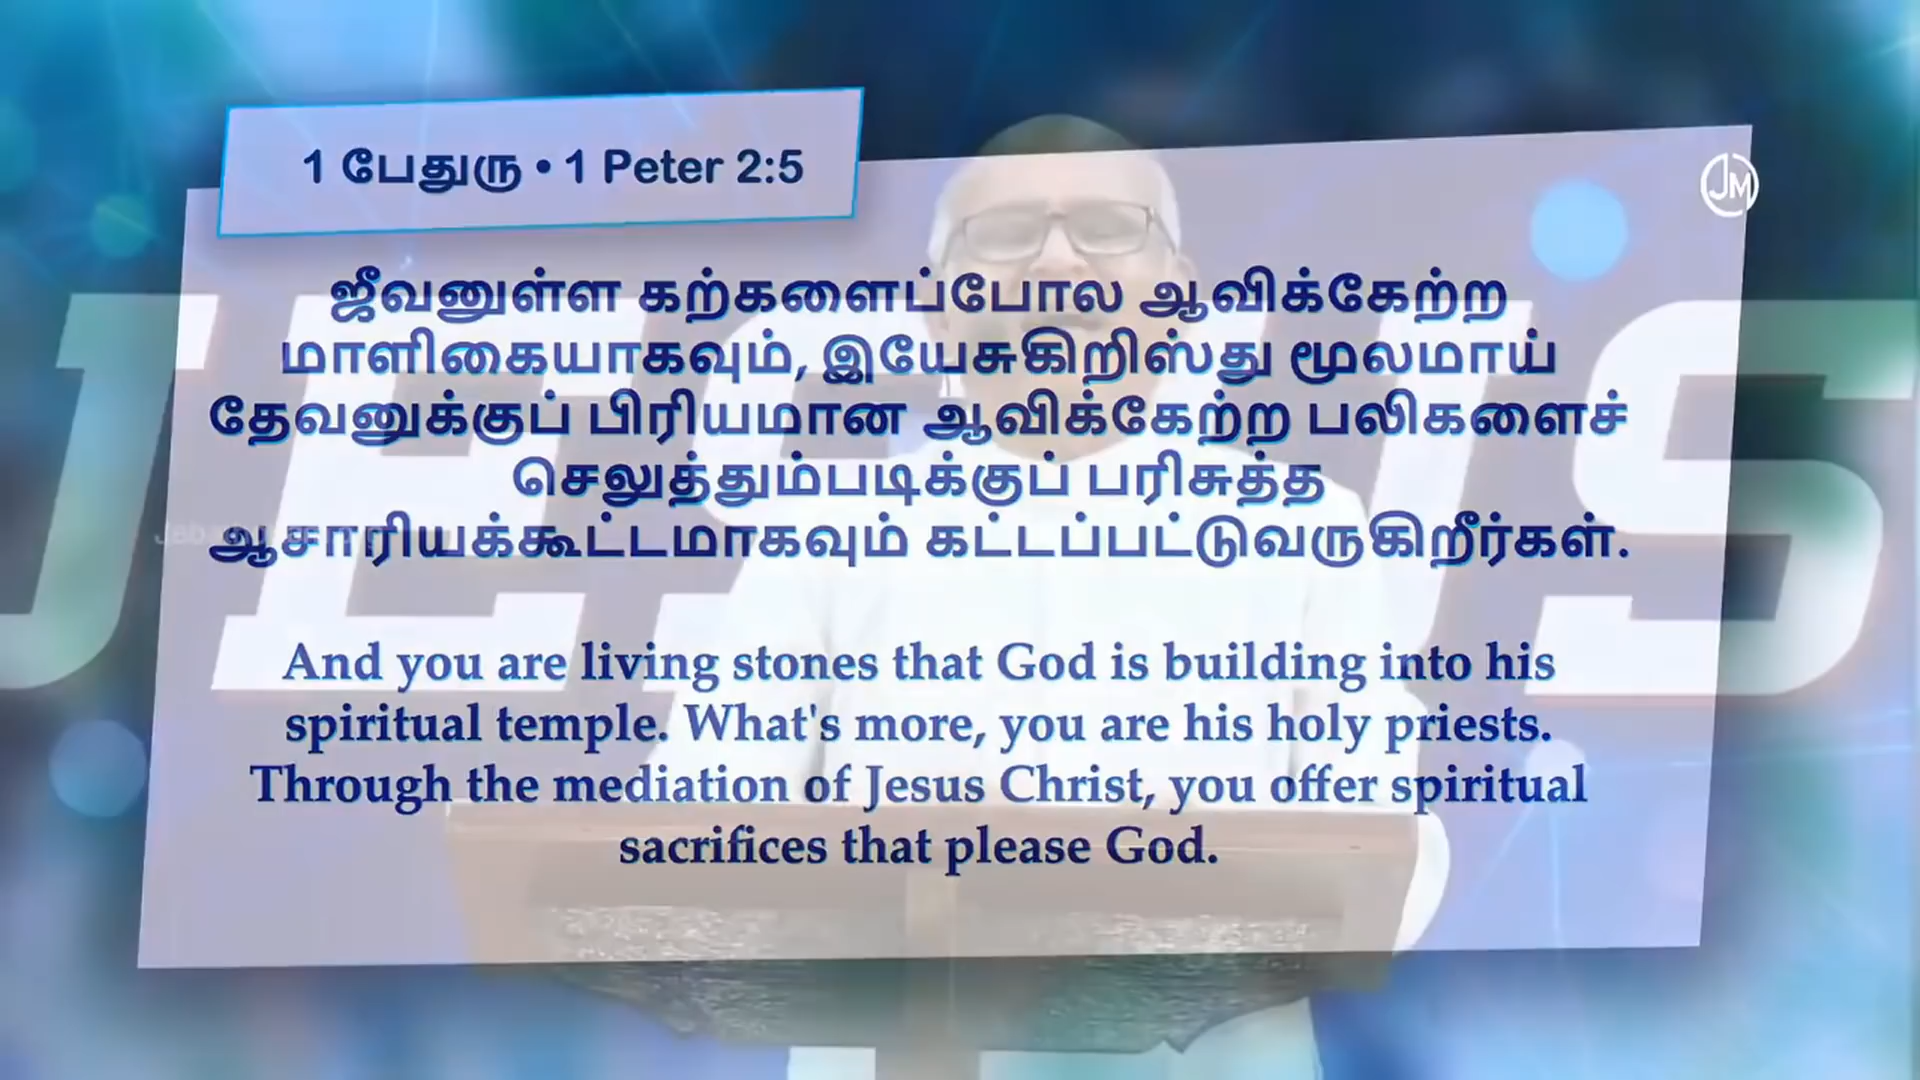 1 பேதுரு • 1 Peter 2:5
JM
ஜீவனுள்ள கற்களைப்போல ஆவிக்கேற்ற
மாளிகையாகவும், இயேசுகிறிஸ்து மூலமாய்
தேவனுக்குப் பிரியமான ஆவிக்கேற்ற பலிகளைச்
செலுத்தும்படிக்குப் பரிசுத்த
ஆசாரியக்கூட்டமாகவும் கட்டப்பட்டுவருகிறீர்கள்.
And you are living stones that God is building into his
spiritual temple. What's more, you are his holy priests.
Through the mediation of Jesus Christ, you offer spiritual
sacrifices that please God.